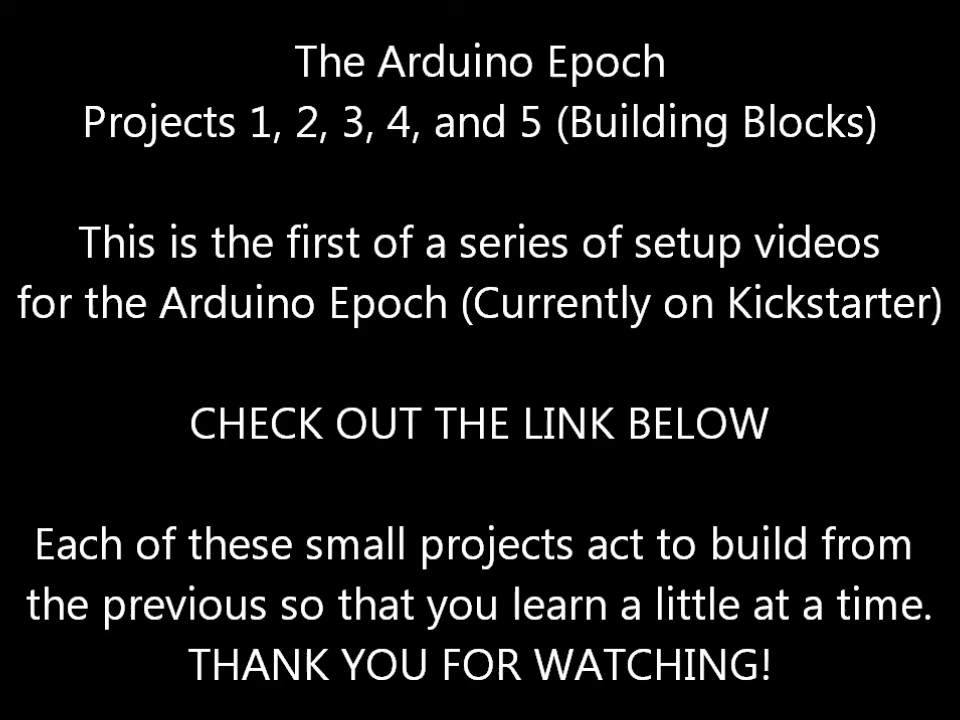 The Arduino Epoch
Projects 1, 2, 3, 4, and 5 (Building Blocks)
This is the first of a series of setup videos
for the Arduino Epoch (Currently on Kickstarter)
CHECK OUT THE LINK BELOW
Each of these small projects act to build from
the previous so that you learn a little at a time.
THANK YOU FOR WATCHING!